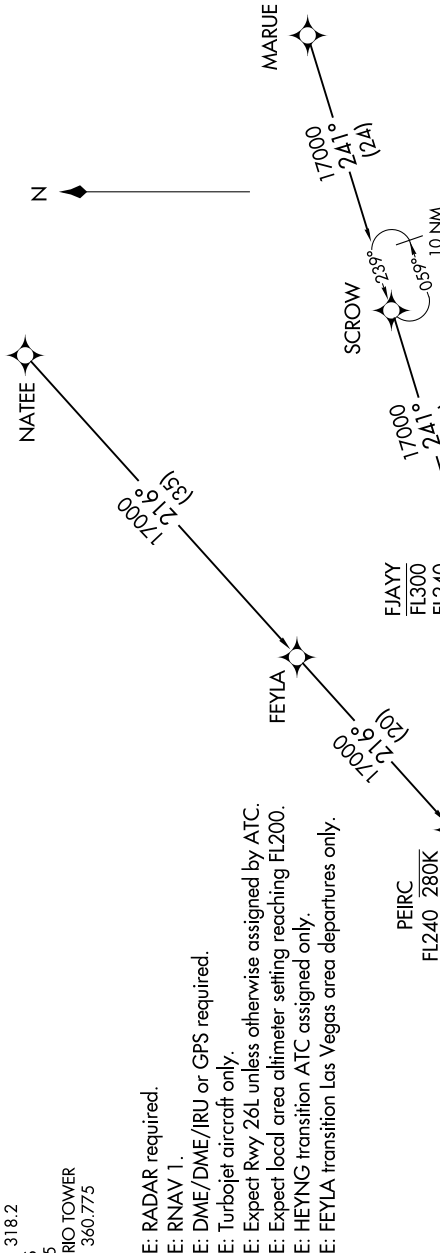 318.2
5
5
RIO TOWER
360.775
E: RADAR required.
E: RNAV 1.
E: DME/DME/IRU or GPS required.
E: Turbojet aircraft only.
E: Expect Rwy 26L unless otherwise assigned by ATC.
E: Expect local area altimeter setting reaching FL200.
E: HEYNG transition ATC assigned only.
E: FEYLA transition Las Vegas area departures only.
N
NATEE
17000
216°
(35)
FEYLA
17000
216°
(20)
PEIRC
FL240 280K
MARUE
17000
241°
(24)
SCROW
239°
059°
10 NM
17000
241°
FJAYY
FL300
FL240